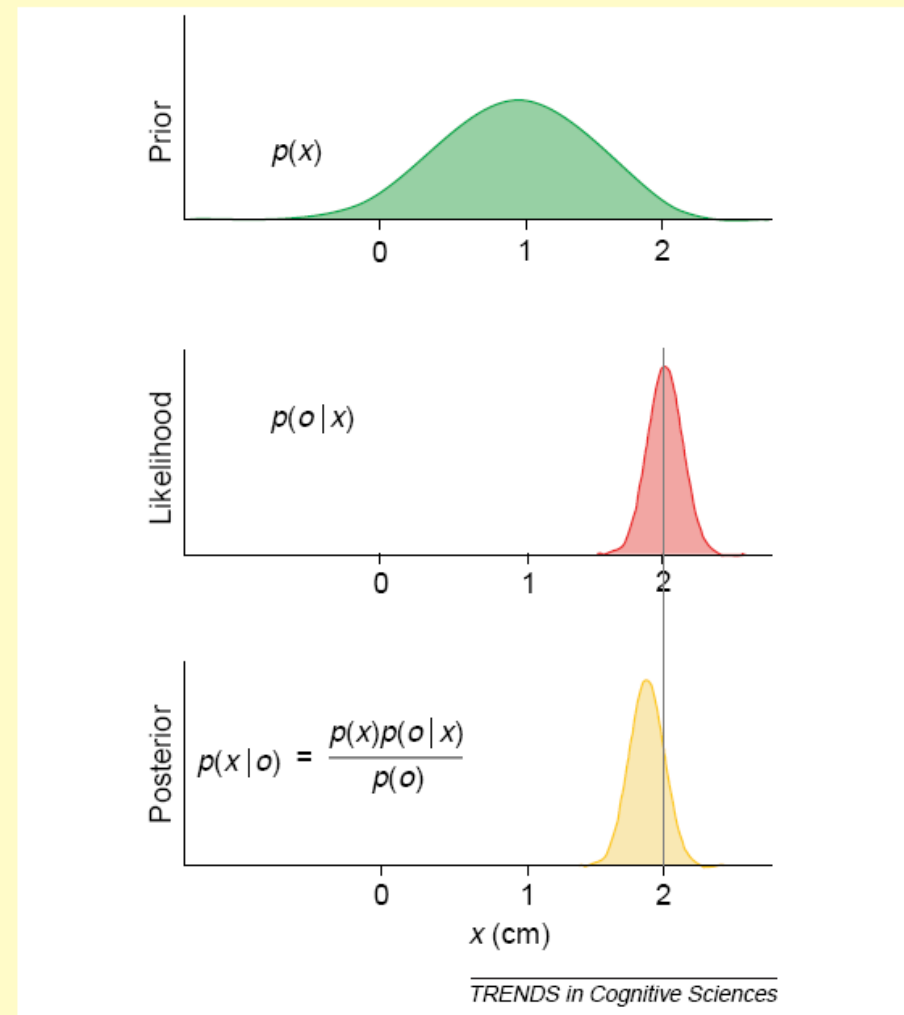 Prior
p(x)
0 1 2
Likelihood
p(o|x)
0 1 2
Posterior
p(x|o) = p(x)p(o|x)
p(o)
0 1 2
x (cm)
TRENDS in Cognitive Sciences